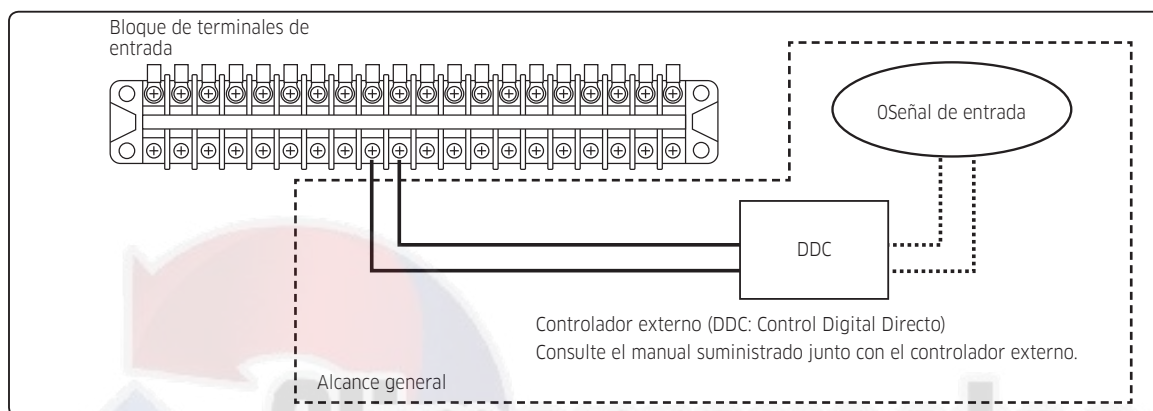 Bloque de terminales de
entrada
0Señal de entrada
DDC
Controlador externo (DDC: Control Digital Directo)
Consulte el manual suministrado junto con el controlador externo.
Alcance general